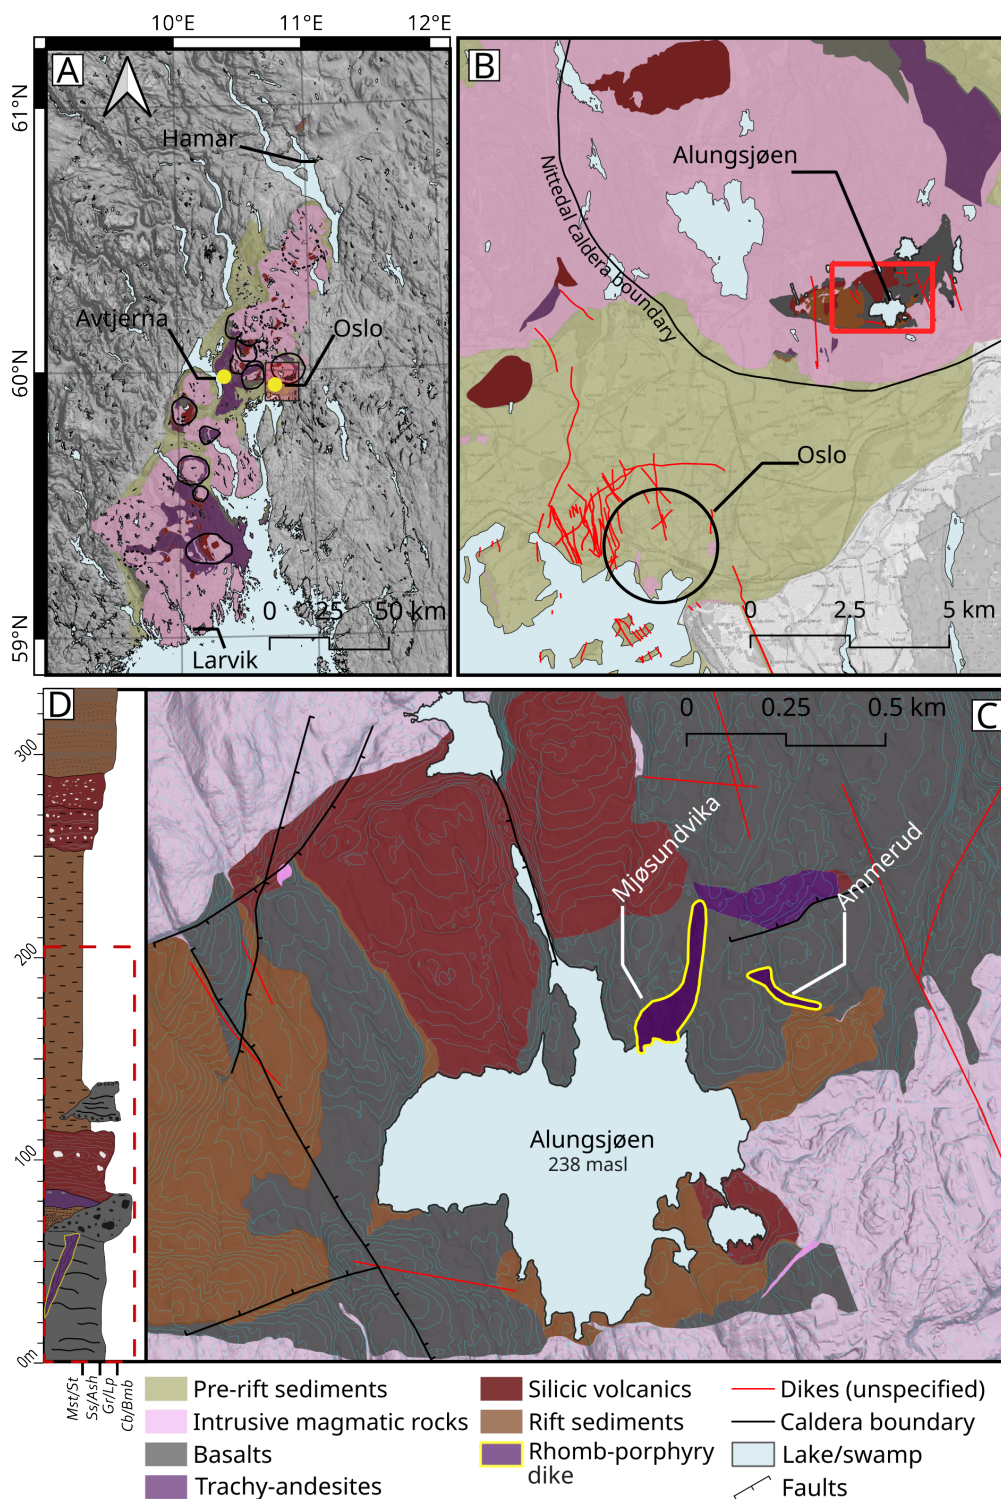 10°E
11°E
12°E
A
61°N
60°N
59°N
Hamar
Avtjerna
Oslo
0
25
50 km
Larvik
B
Alungsjøen
Nittedal caldera boundary
Oslo
0
2.5
5 km
D
300
200
100
0m
Mst/St
Ss/Ash
Gr/Lp
Cb/Bmb
C
0
0.25
0.5 km
Mjøsundvika
Ammerud
Alungsjøen
238 masl
Pre-rift sediments
Intrusive magmatic rocks
Basalts
Trachy-andesites
Silicic volcanics
Rift sediments
Rhomb-porphyry
dike
Dikes (unspecified)
Caldera boundary
Lake/swamp
Faults